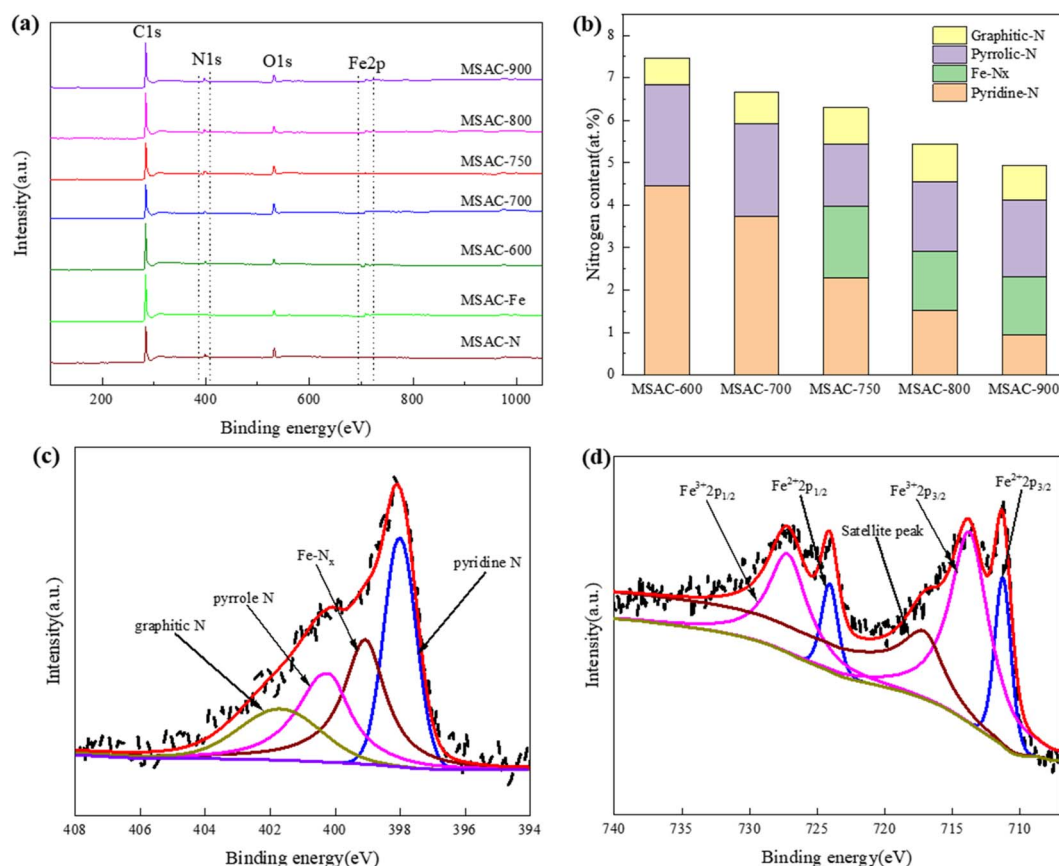 (a)
C1s
N1s
O1s
Fe2p
MSAC-900
MSAC-800
MSAC-750
MSAC-700
MSAC-600
MSAC-Fe
MSAC-N
Intensity(a.u.)
200 400 600 800 1000
Binding energy(eV)
(b)
Graphitic-N
Pyrrolic-N
Fe-Nx
Pyridine-N
Nitrogen content(at.%)
8
7
6
5
4
3
2
1
0
MSAC-600 MSAC-700 MSAC-750 MSAC-800 MSAC-900
(c)
Fe-Nₓ
pyridine N
pyrrole N
graphitic N
Intensity(a.u.)
408 406 404 402 400 398 396 394
Binding energy(eV)
(d)
Fe³⁺2p₁/₂
Fe²⁺2p₁/₂
Fe³⁺2p₃/₂
Fe²⁺2p₃/₂
Satellite peak
Intensity(a.u.)
740 735 730 725 720 715 710
Binding energy(eV)